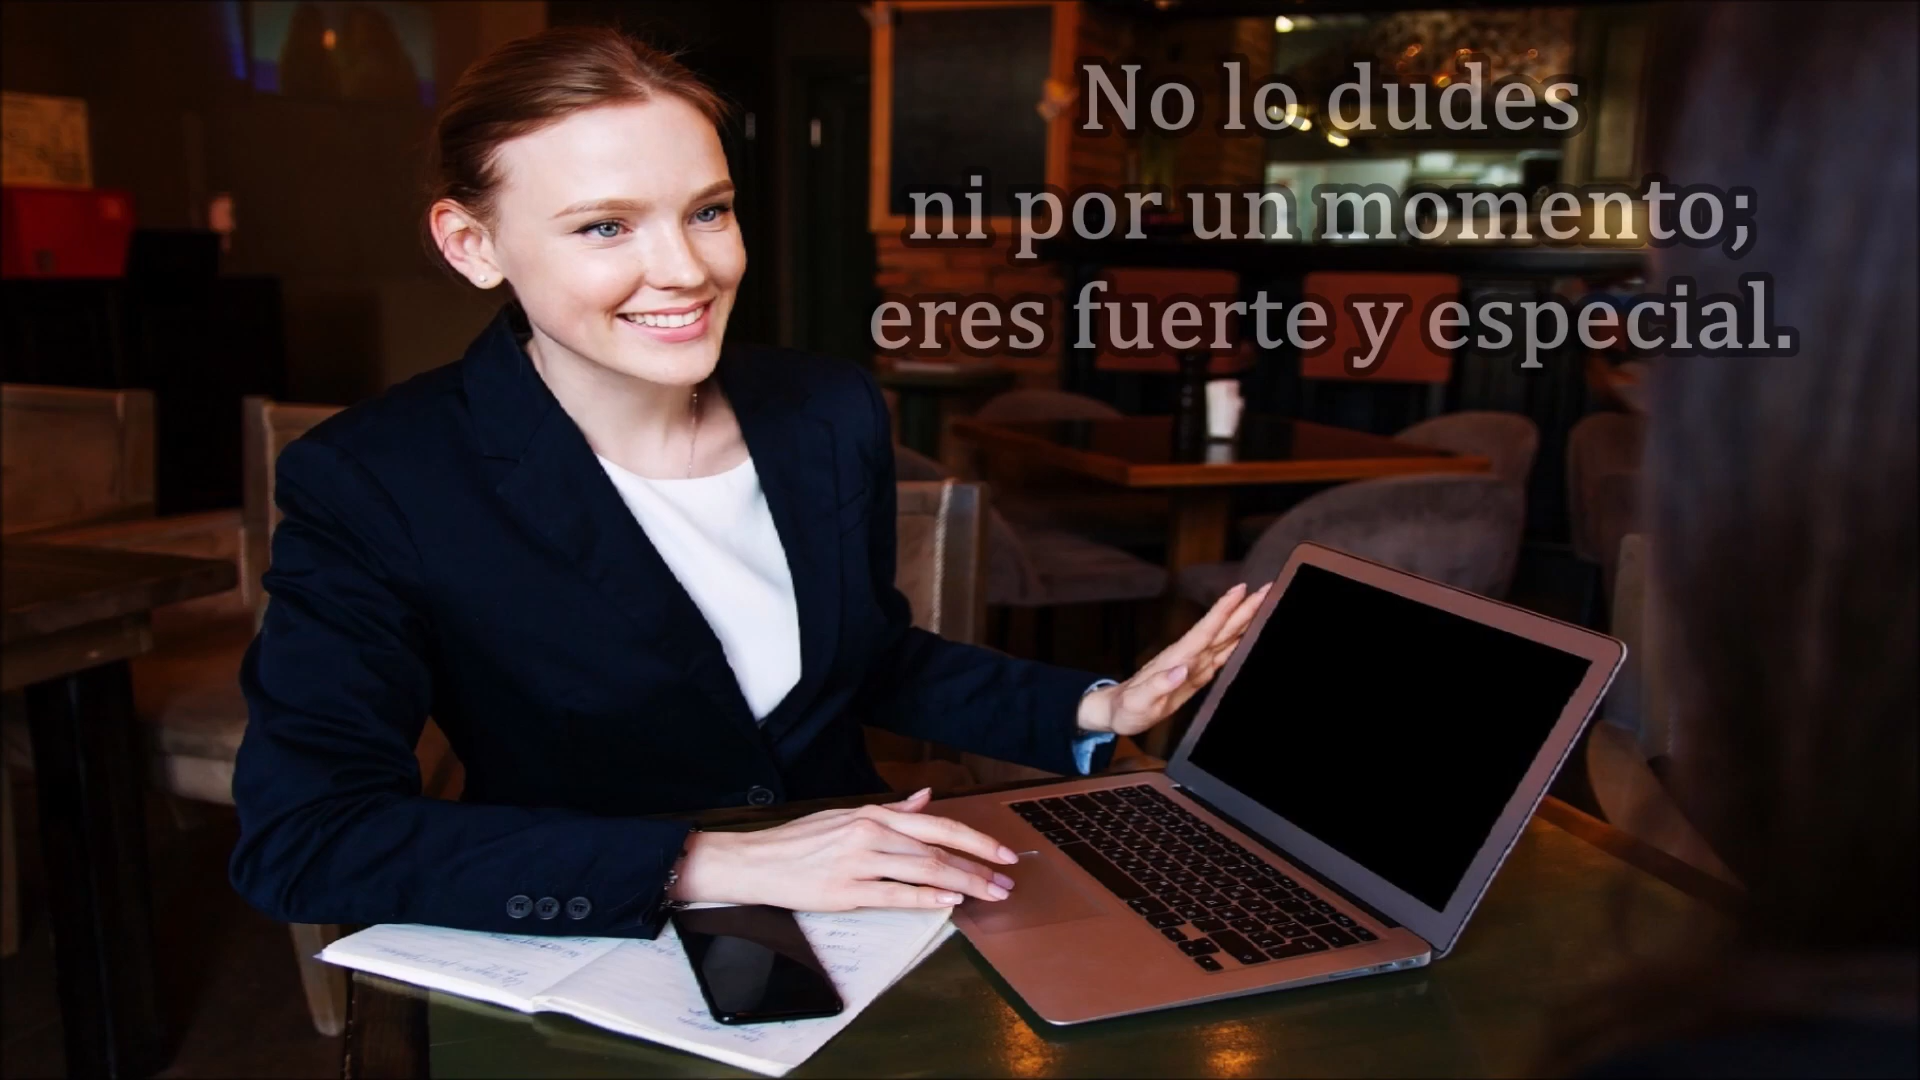 No lo dudes
ni por un momento;
eres fuerte y especial.